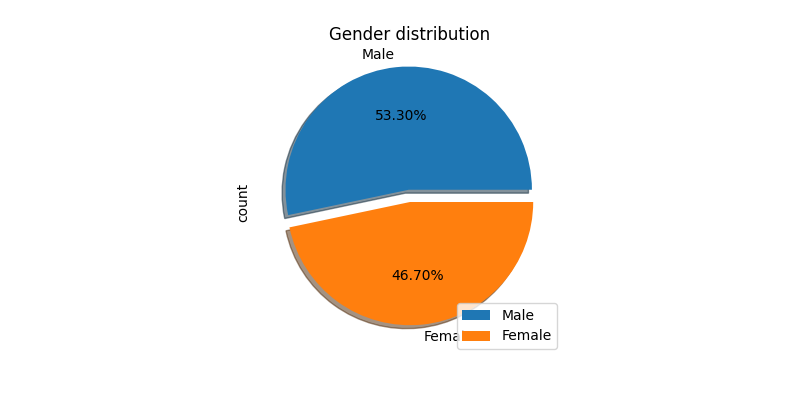 Gender distribution
Male
53.30%
count
46.70%
Male
Female